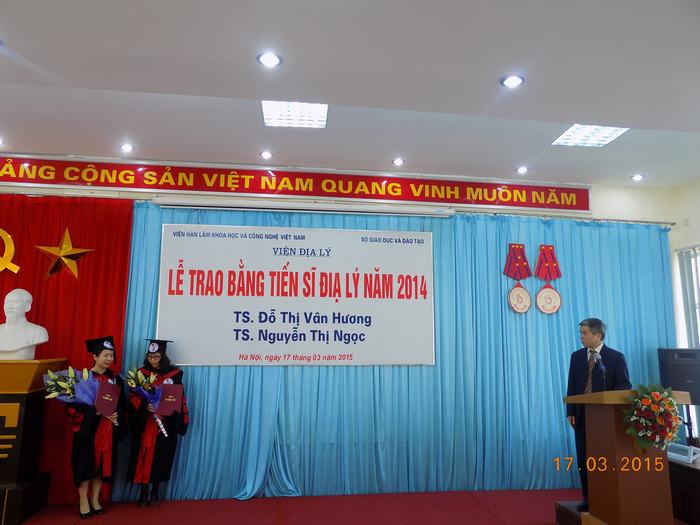 ẢNG CỘNG SẢN VIỆT NAM QUANG VINH MUÔN NĂM
VIỆN HÀN LÂM KHOA HỌC VÀ CÔNG NGHỆ VIỆT NAM
BỘ GIÁO DỤC VÀ ĐÀO TẠO
VIỆN ĐỊA LÝ
LỄ TRAO BẰNG TIẾN SĨ ĐỊA LÝ NĂM 2014
TS. Đỗ Thị Vân Hương
TS. Nguyễn Thị Ngọc
Hà Nội, ngày 17 tháng 03 năm 2015
17.03.2015